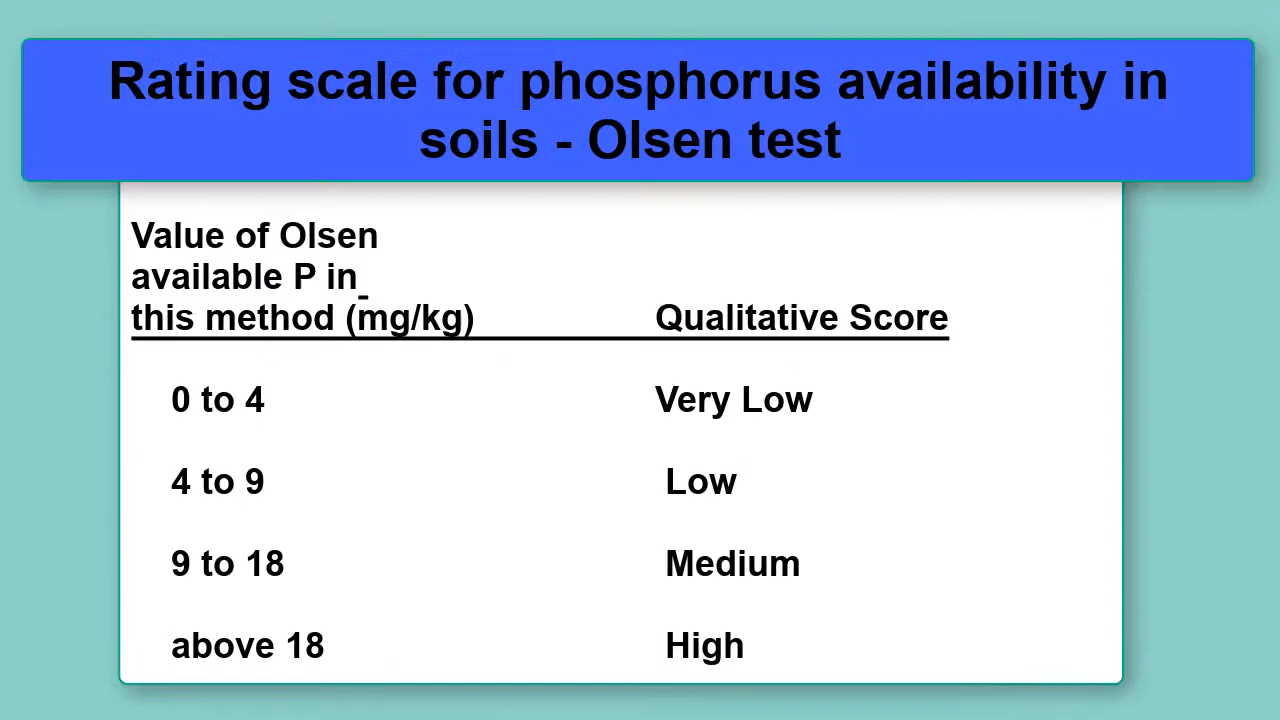 Rating scale for phosphorus availability in
soils - Olsen test
Value of Olsen
available P in
this method (mg/kg) Qualitative Score
0 to 4 Very Low
4 to 9 Low
9 to 18 Medium
above 18 High